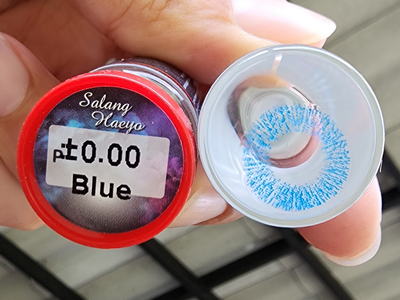 Salang
Haeyo
P ±0.00
Blue